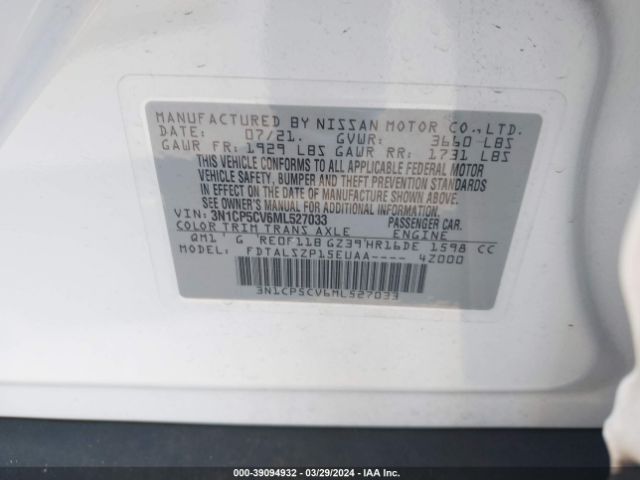 MANUFACTURED BY NISSAN MOTOR CO.,LTD.
DATE: 07/21. GVWR: 3660 LBS
GAWR FR: 1929 LBS GAWR RR: 1731 LBS
THIS VEHICLE CONFORMS TO ALL APPLICABLE FEDERAL MOTOR
VEHICLE SAFETY, BUMPER AND THEFT PREVENTION STANDARDS
IN EFFECT ON THE DATE OF MANUFACTURE SHOWN ABOVE.
SEE OWNER'S MANUAL FOR ADDITIONAL INFORMATION.
VIN: 3N1CP5CV6ML527033 PASSENGER CAR.
COLOR TRIM TRANS AXLE ENGINE
QM1 G RE0F11B GZ39 HR16DE 1598 CC
MODEL: FDTALSZP15EUAA---- 4Z000
3N1CP5CV6ML527033
000-39094932 - 03/29/2024 - IAA Inc.